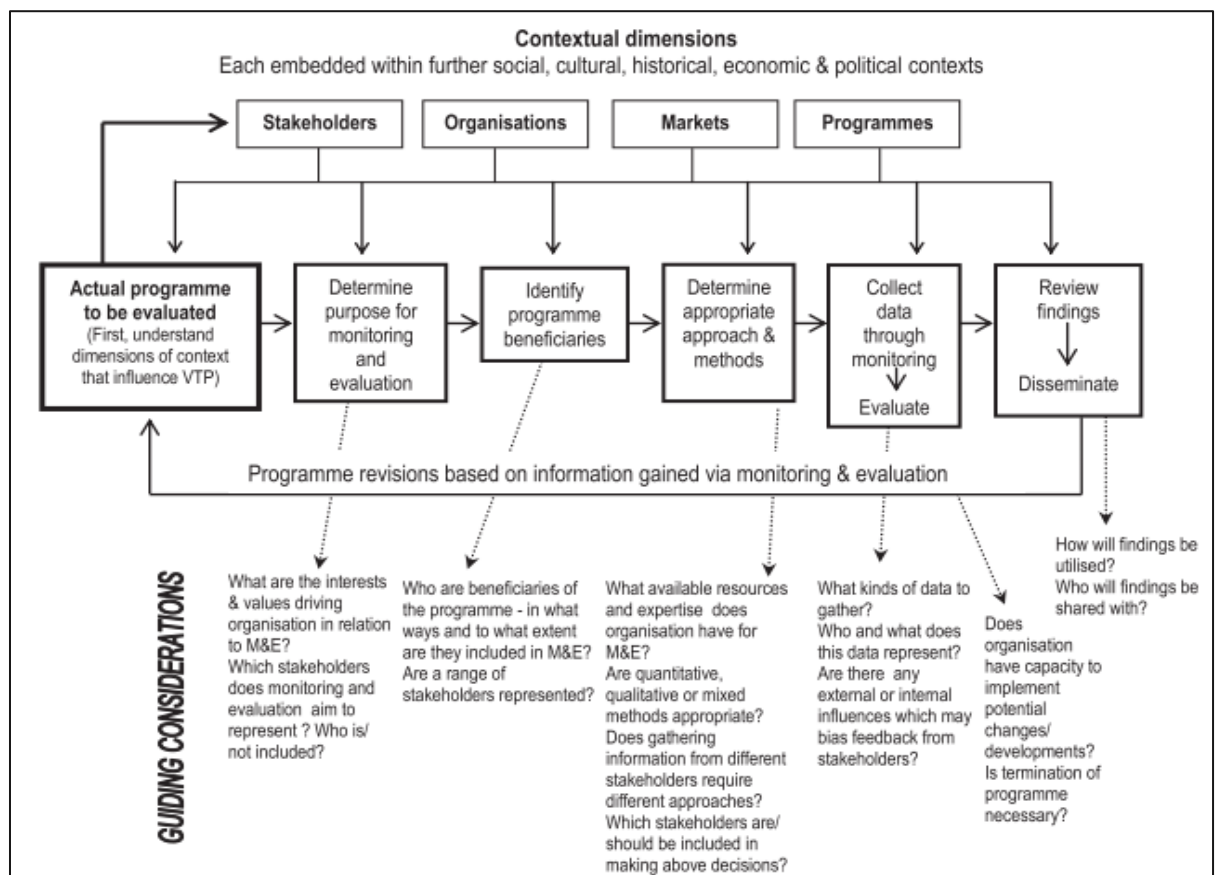 Contextual dimensions
Each embedded within further social, cultural, historical, economic & political contexts
Stakeholders
Organisations
Markets
Programmes
Actual programme
to be evaluated
(First, understand
dimensions of context
that influence VTP)
Determine
purpose for
monitoring
and
evaluation
Identify
programme
beneficiaries
Determine
appropriate
approach &
methods
Collect
data
through
monitoring
Evaluate
Review
findings
Disseminate
Programme revisions based on information gained via monitoring & evaluation
GUIDING CONSIDERATIONS
What are the interests
& values driving
organisation in relation
to M&E?
Which stakeholders
does monitoring and
evaluation aim to
represent ? Who is/
not included?
Who are beneficiaries of
the programme - in what
ways and to what extent
are they included in M&E?
Are a range of
stakeholders represented?
What available resources
and expertise does
organisation have for
M&E?
Are quantitative,
qualitative or mixed
methods appropriate?
Does gathering
information from different
stakeholders require
different approaches?
Which stakeholders are/
should be included in
making above decisions?
What kinds of data to
gather?
Who and what does
this data represent?
Are there any
external or internal
influences which may
bias feedback from
stakeholders?
Does
organisation
have capacity to
implement
potential
changes/
developments?
Is termination of
programme
necessary?
How will findings be
utilised?
Who will findings be
shared with?